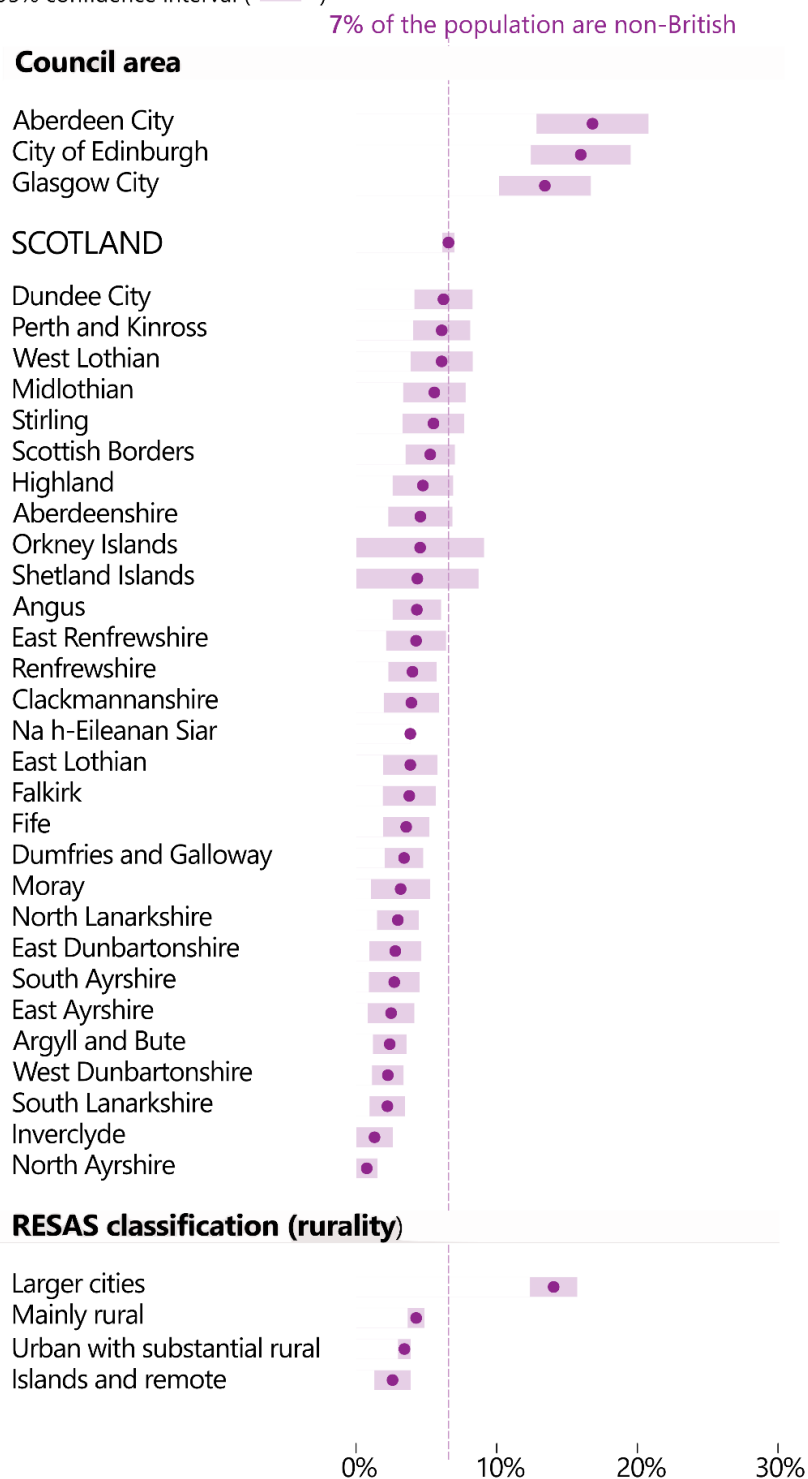 95% confidence interval ( )
7% of the population are non-British
Council area
Aberdeen City
City of Edinburgh
Glasgow City
SCOTLAND
Dundee City
Perth and Kinross
West Lothian
Midlothian
Stirling
Scottish Borders
Highland
Aberdeenshire
Orkney Islands
Shetland Islands
Angus
East Renfrewshire
Renfrewshire
Clackmannanshire
Na h-Eileanan Siar
East Lothian
Falkirk
Fife
Dumfries and Galloway
Moray
North Lanarkshire
East Dunbartonshire
South Ayrshire
East Ayrshire
Argyll and Bute
West Dunbartonshire
South Lanarkshire
Inverclyde
North Ayrshire
RESAS classification (rurality)
Larger cities
Mainly rural
Urban with substantial rural
Islands and remote
0% 10% 20% 30%